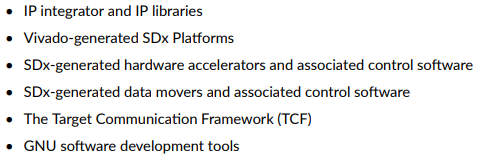 • IP integrator and IP libraries
• Vivado-generated SDx Platforms
• SDx-generated hardware accelerators and associated control software
• SDx-generated data movers and associated control software
• The Target Communication Framework (TCF)
• GNU software development tools